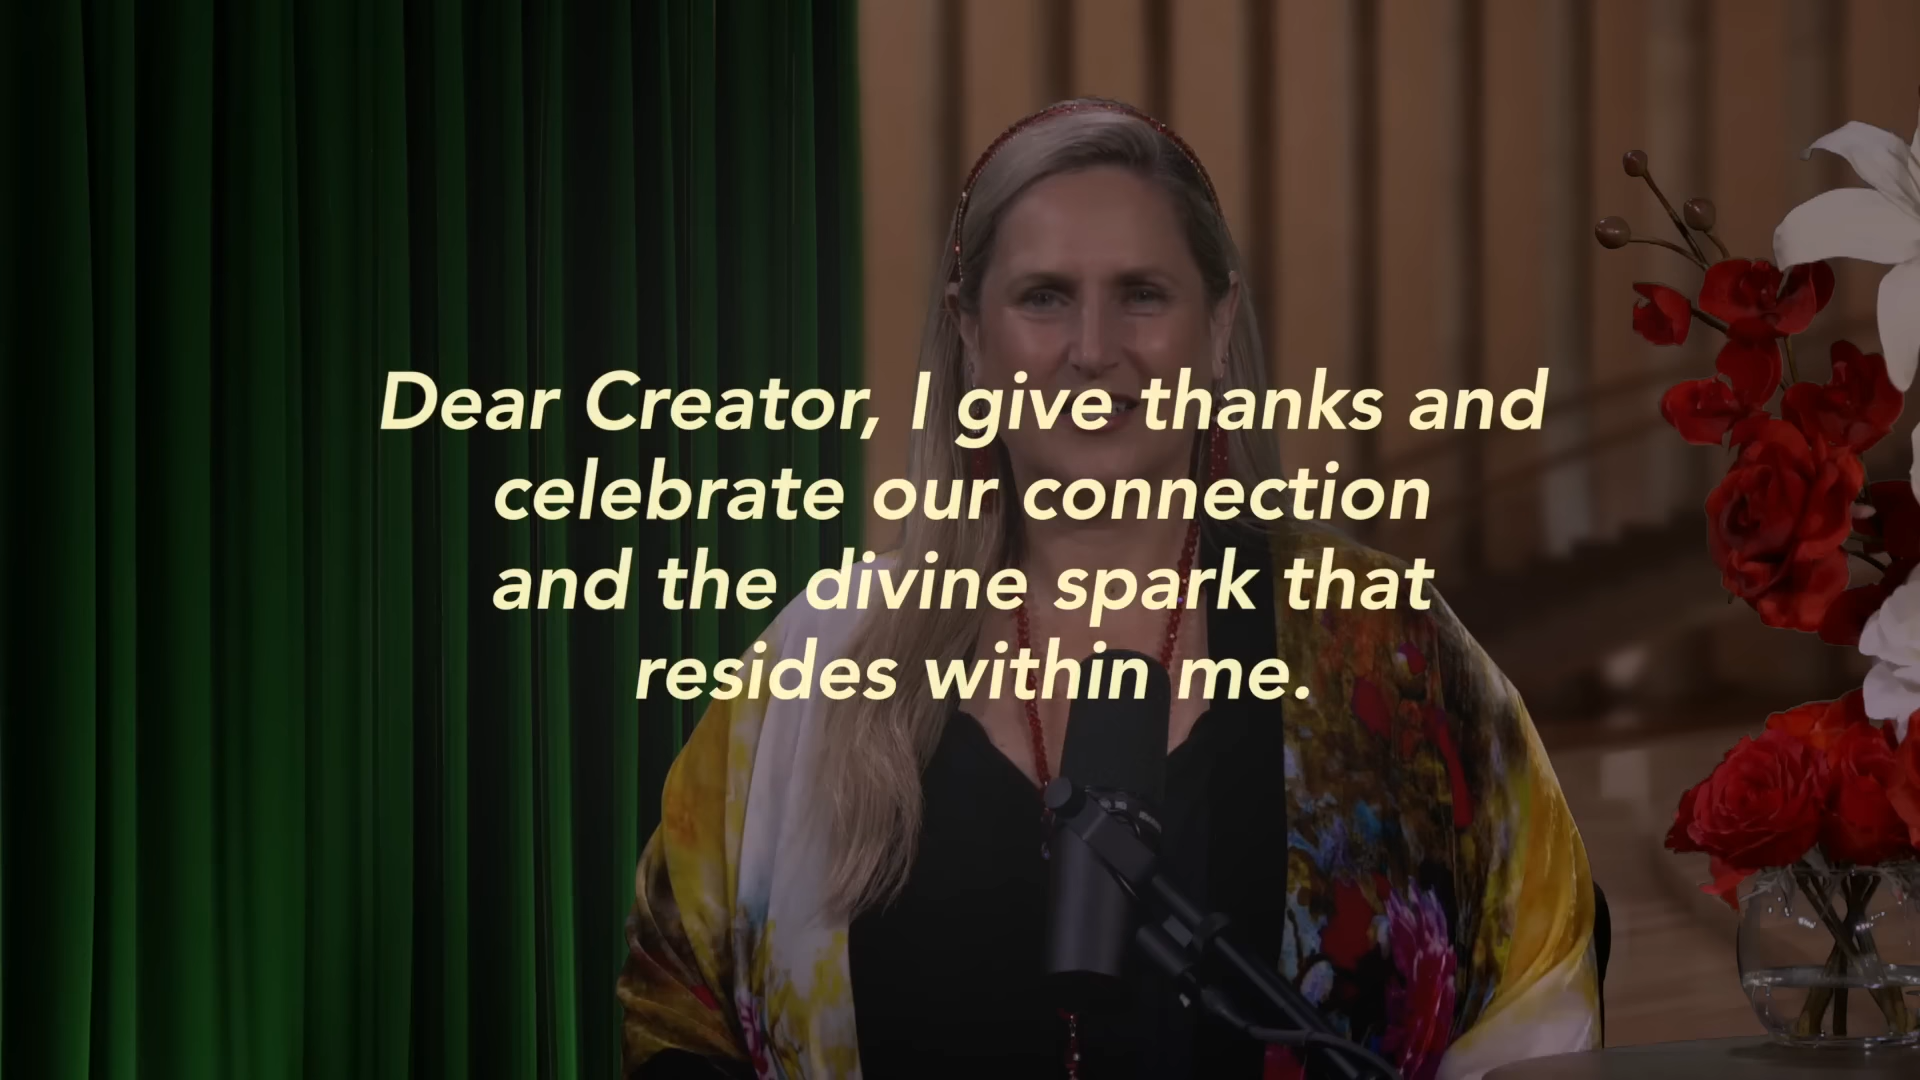 Dear Creator, I give thanks and
celebrate our connection
and the divine spark that
resides within me.